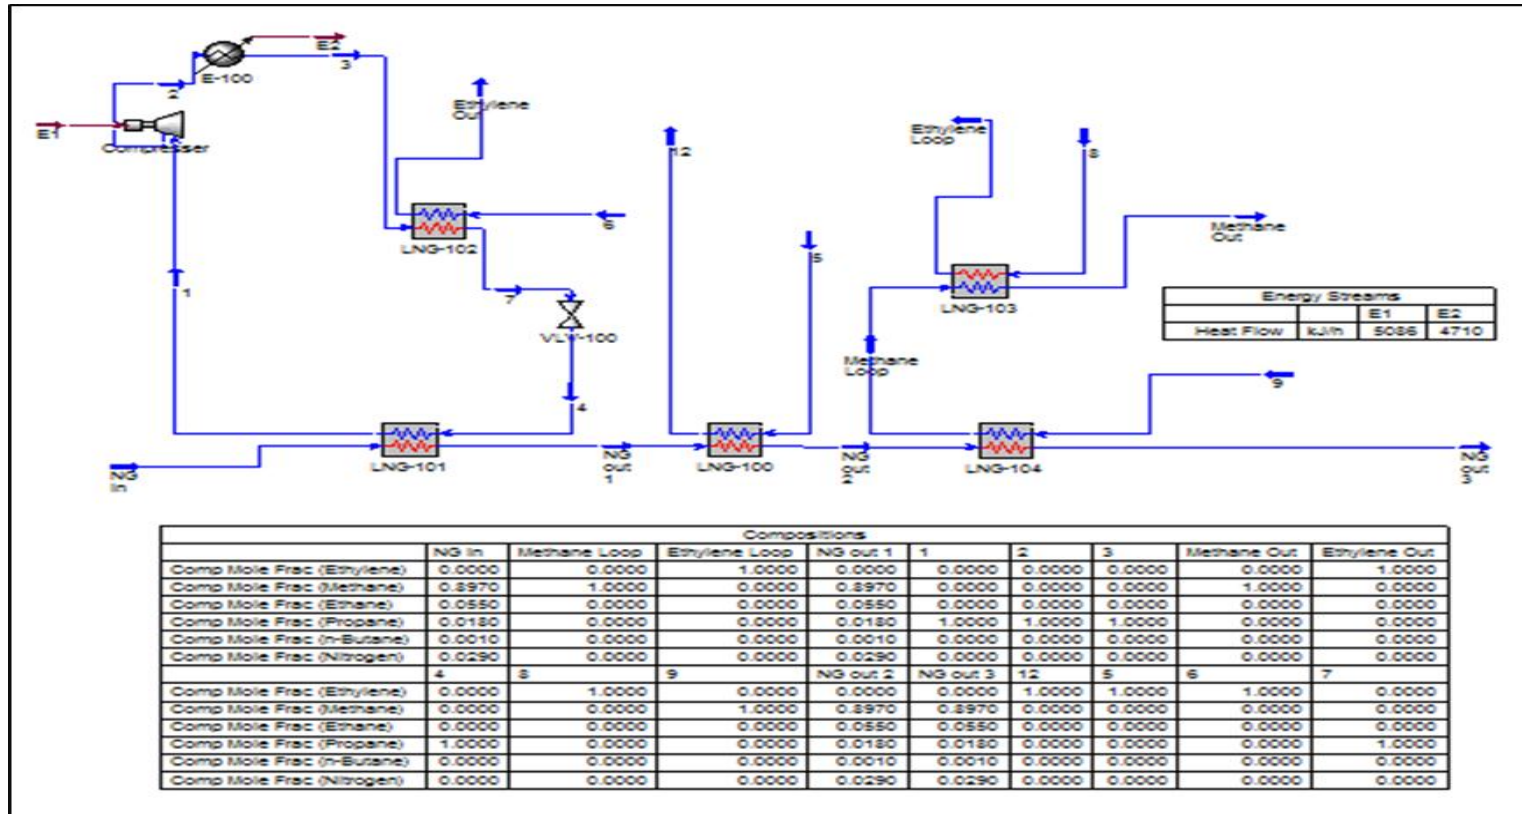 E2
3
E-100
2
E1
Compresser
Ethylene
Out
12
Ethylene
Loop
8
6
LNG-102
5
Methane
Out
1
7
LNG-103
VLV-100
Energy Streams
E1 E2
Heat Flow kJ/h 5086 4710
Methane
Loop
9
4
LNG-101
LNG-100
LNG-104
NG
In
NG
out
1
NG
out
2
NG
out
3
Compositions
NG In Methane Loop Ethylene Loop NG out 1 1 2 3 Methane Out Ethylene Out
Comp Mole Frac (Ethylene) 0.0000 0.0000 1.0000 0.0000 0.0000 0.0000 0.0000 0.0000 1.0000
Comp Mole Frac (Methane) 0.8970 1.0000 0.0000 0.8970 0.0000 0.0000 0.0000 1.0000 0.0000
Comp Mole Frac (Ethane) 0.0550 0.0000 0.0000 0.0550 0.0000 0.0000 0.0000 0.0000 0.0000
Comp Mole Frac (Propane) 0.0180 0.0000 0.0000 0.0180 1.0000 1.0000 1.0000 0.0000 0.0000
Comp Mole Frac (n-Butane) 0.0010 0.0000 0.0000 0.0010 0.0000 0.0000 0.0000 0.0000 0.0000
Comp Mole Frac (Nitrogen) 0.0290 0.0000 0.0000 0.0290 0.0000 0.0000 0.0000 0.0000 0.0000
4 8 9 NG out 2 NG out 3 12 5 6 7
Comp Mole Frac (Ethylene) 0.0000 1.0000 0.0000 0.0000 0.0000 1.0000 1.0000 1.0000 0.0000
Comp Mole Frac (Methane) 0.0000 0.0000 1.0000 0.8970 0.8970 0.0000 0.0000 0.0000 0.0000
Comp Mole Frac (Ethane) 0.0000 0.0000 0.0000 0.0550 0.0550 0.0000 0.0000 0.0000 0.0000
Comp Mole Frac (Propane) 1.0000 0.0000 0.0000 0.0180 0.0180 0.0000 0.0000 0.0000 1.0000
Comp Mole Frac (n-Butane) 0.0000 0.0000 0.0000 0.0010 0.0010 0.0000 0.0000 0.0000 0.0000
Comp Mole Frac (Nitrogen) 0.0000 0.0000 0.0000 0.0290 0.0290 0.0000 0.0000 0.0000 0.0000